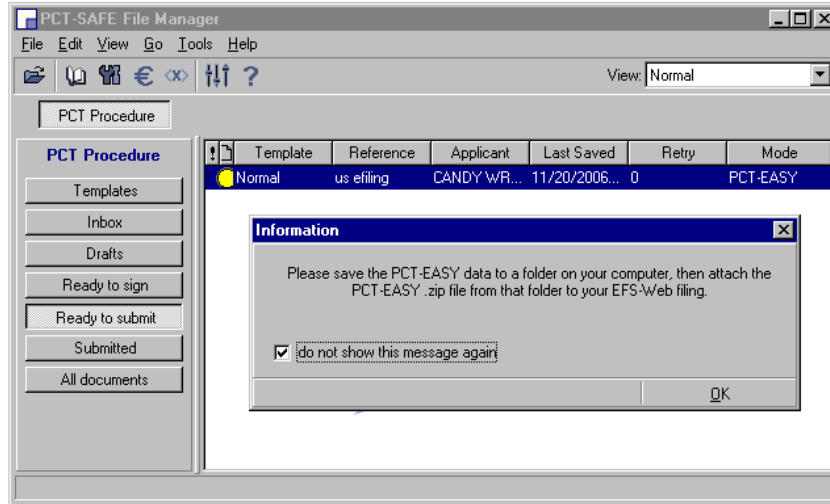 PCT-SAFE File Manager
File Edit View Go Tools Help
View: Normal
PCT Procedure
PCT Procedure
Templates
Inbox
Drafts
Ready to sign
Ready to submit
Submitted
All documents
! Template Reference Applicant Last Saved Retry Mode
Normal us efiling CANDY WR... 11/20/2006... 0 PCT-EASY
Information
Please save the PCT-EASY data to a folder on your computer, then attach the
PCT-EASY .zip file from that folder to your EFS-Web filing.
do not show this message again
OK